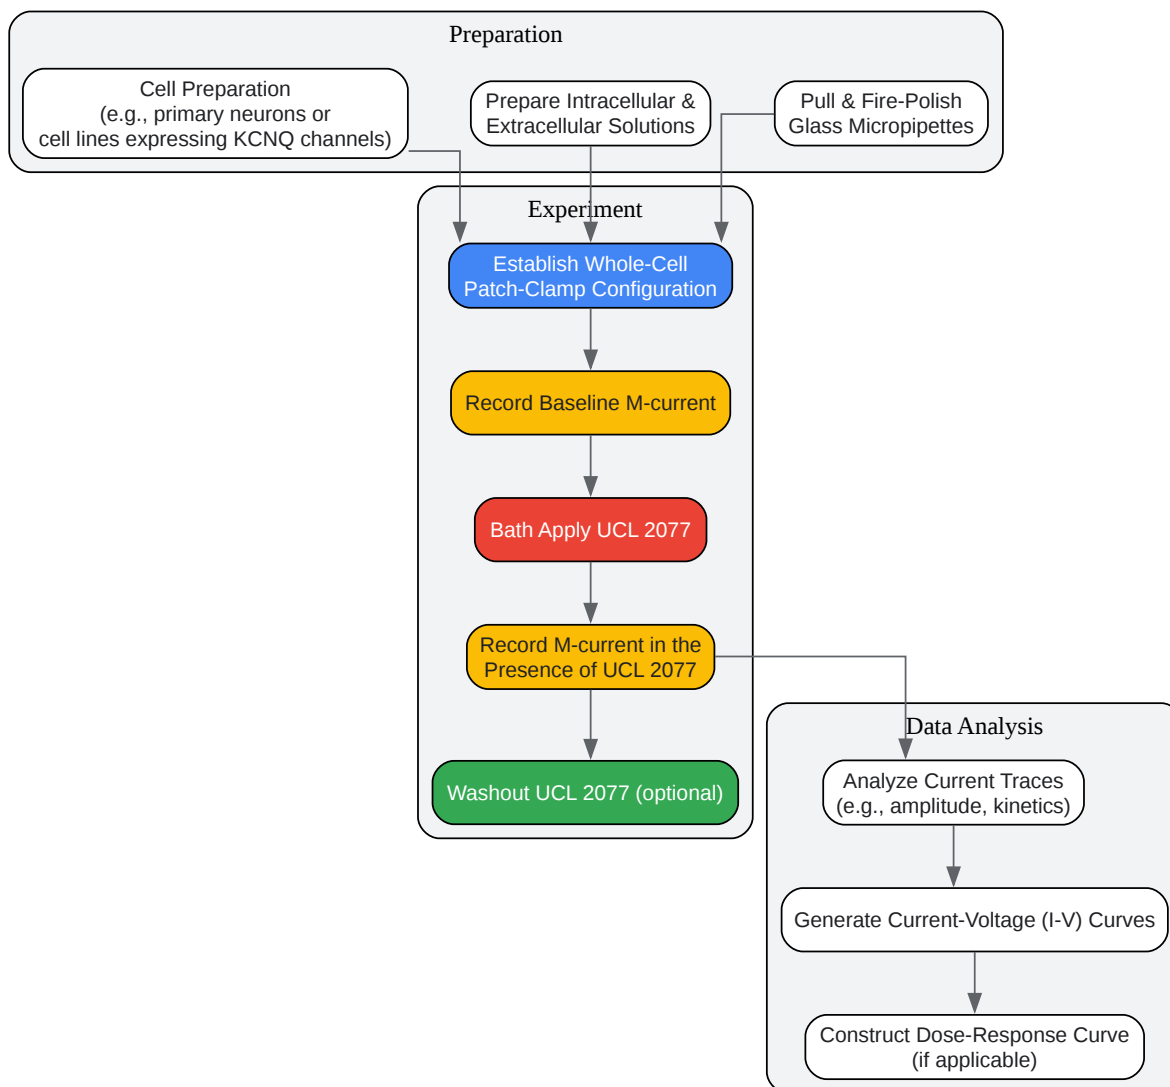 Preparation
Cell Preparation
(e.g., primary neurons or
cell lines expressing KCNQ channels)
Prepare Intracellular &
Extracellular Solutions
Pull & Fire-Polish
Glass Micropipettes
Experiment
Establish Whole-Cell
Patch-Clamp Configuration
Record Baseline M-current
Bath Apply UCL 2077
Record M-current in the
Presence of UCL 2077
Washout UCL 2077 (optional)
Data Analysis
Analyze Current Traces
(e.g., amplitude, kinetics)
Generate Current-Voltage (I-V) Curves
Construct Dose-Response Curve
(if applicable)